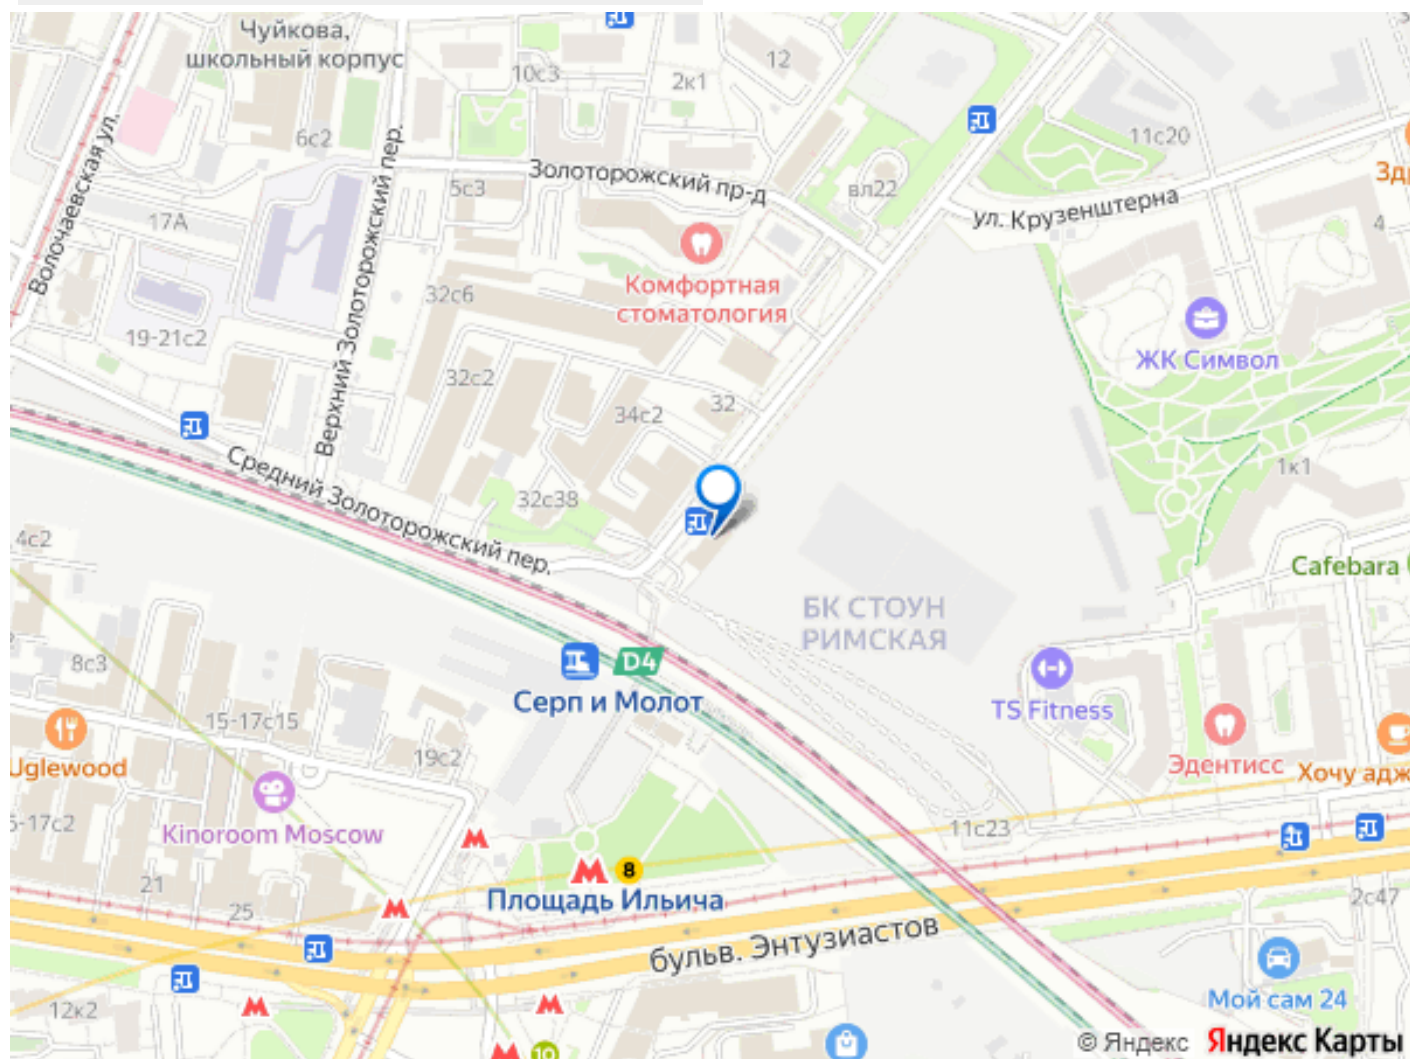 Чуйкова,
школьный корпус
10с3
2к1
12
6с2
11с20
Волочаевская ул.
Верхний Золоторожский пер.
5с3
Золоторожский пр-д
вл22
ул. Крузенштерна
4
17А
Комфортная
стоматология
32с6
19-21с2
ЖК Символ
32с2
34с2
32
Средний Золоторожский пер.
32с38
1к1
4с2
Cafebara
БК СТОУН
РИМСКАЯ
8с3
D4
Серп и Молот
TS Fitness
15-17с15
19с2
Uglewood
Эдентисс
Хочу адж
Kinoroom Moscow
5-17с2
11с23
8
Площадь Ильича
21
25
бульв. Энтузиастов
2с47
12к2
Мой сам 24
10
© Яндекс Яндекс Карты